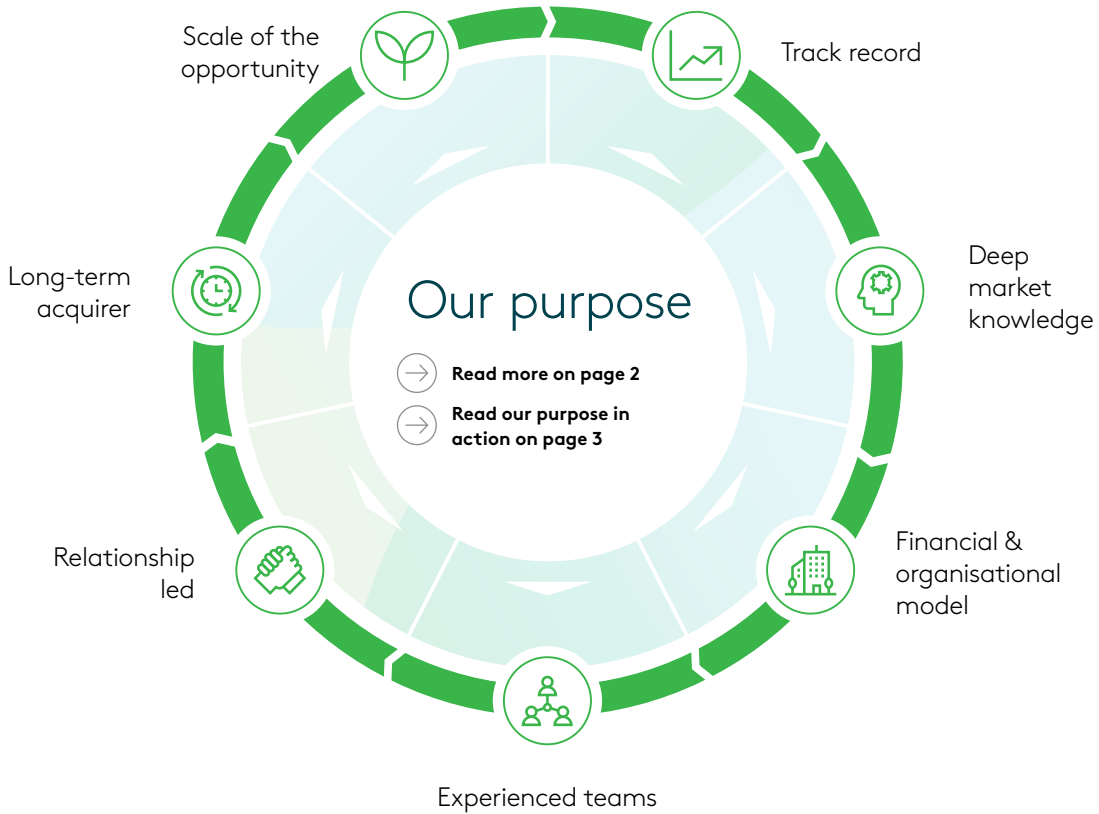 Scale of the
opportunity
Track record
Long-term
acquirer
Deep
market
knowledge
Our purpose
Read more on page 2
Read our purpose in
action on page 3
Relationship
led
Financial &
organisational
model
Experienced teams